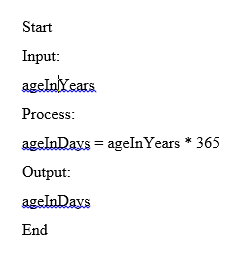 Start
Input:
ageInYears
Process:
ageInDays = ageInYears * 365
Output:
ageInDays
End